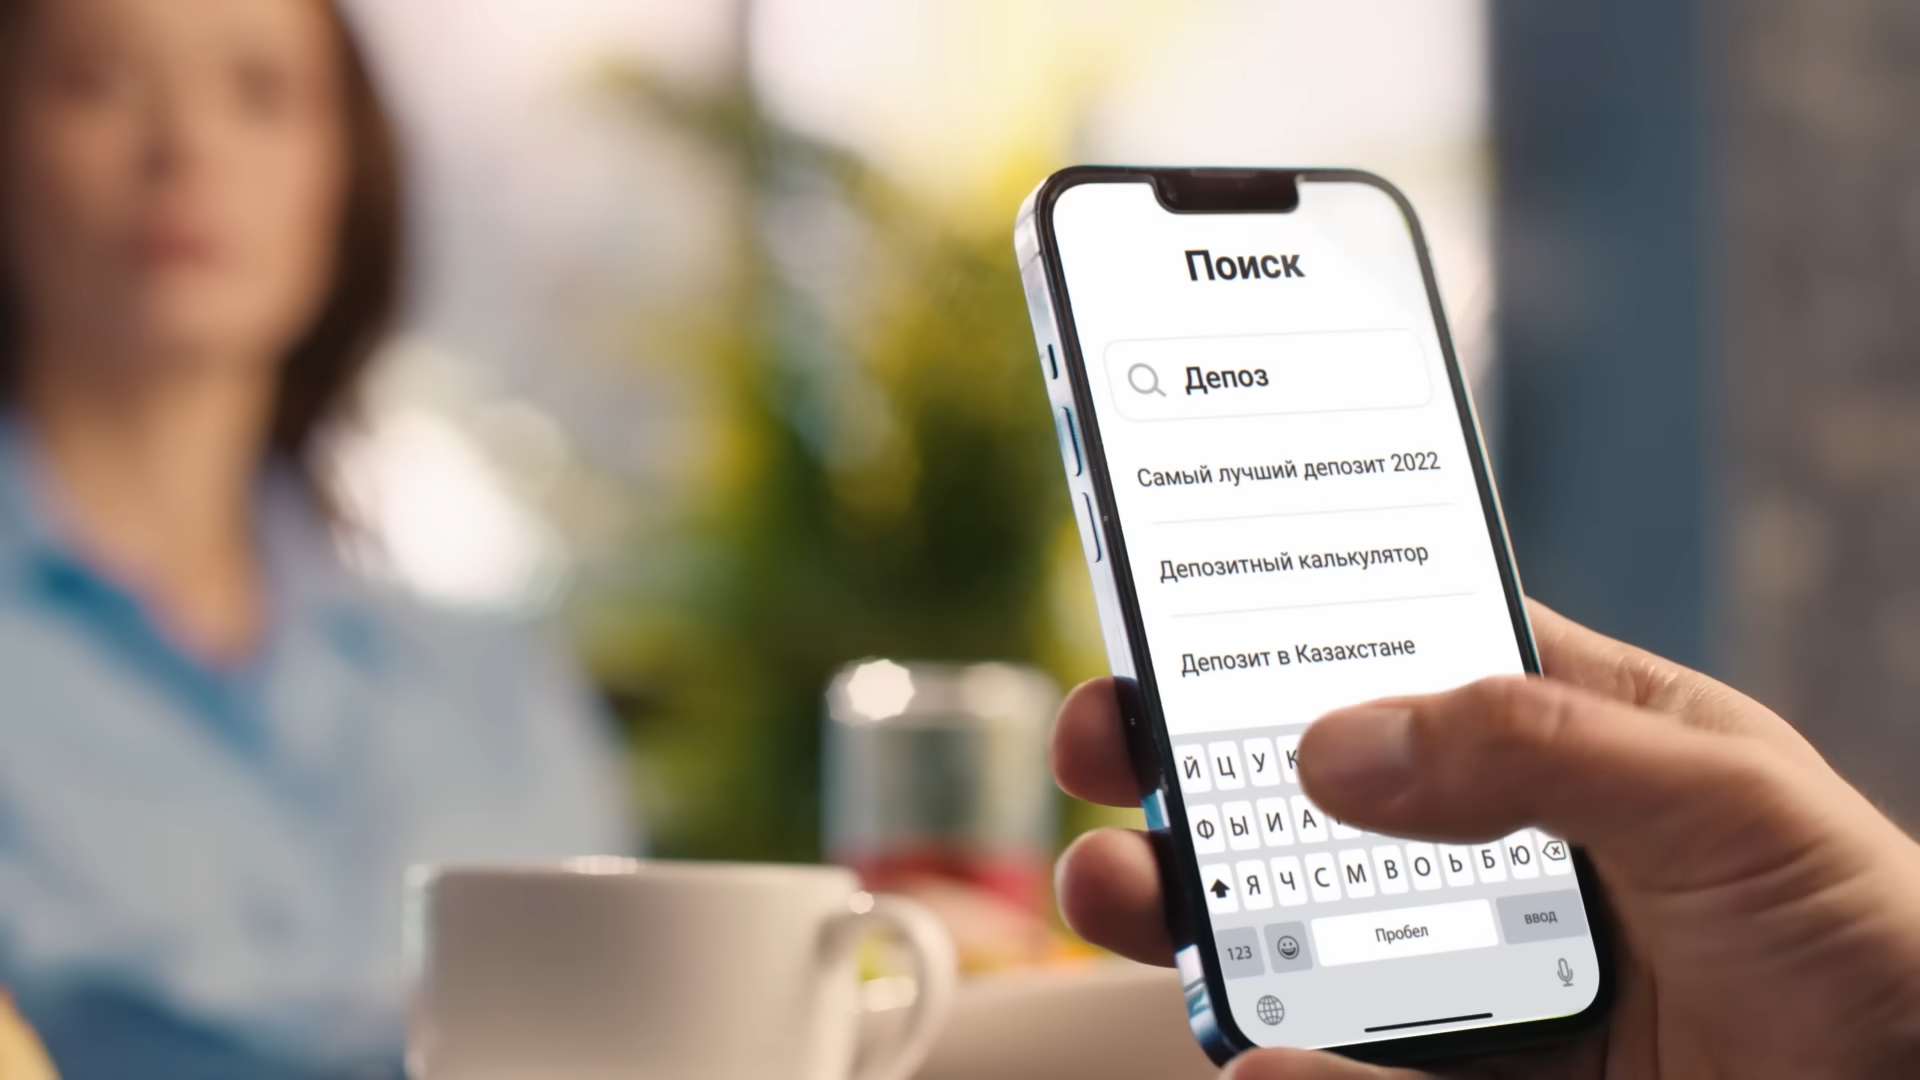 Поиск
Депоз
Самый лучший депозит 2022
Депозитный калькулятор
Депозит в Казахстане
Й Ц У К
Ф Ы И А
Я Ч С М В О Ь Б Ю
123 Пробел ввод